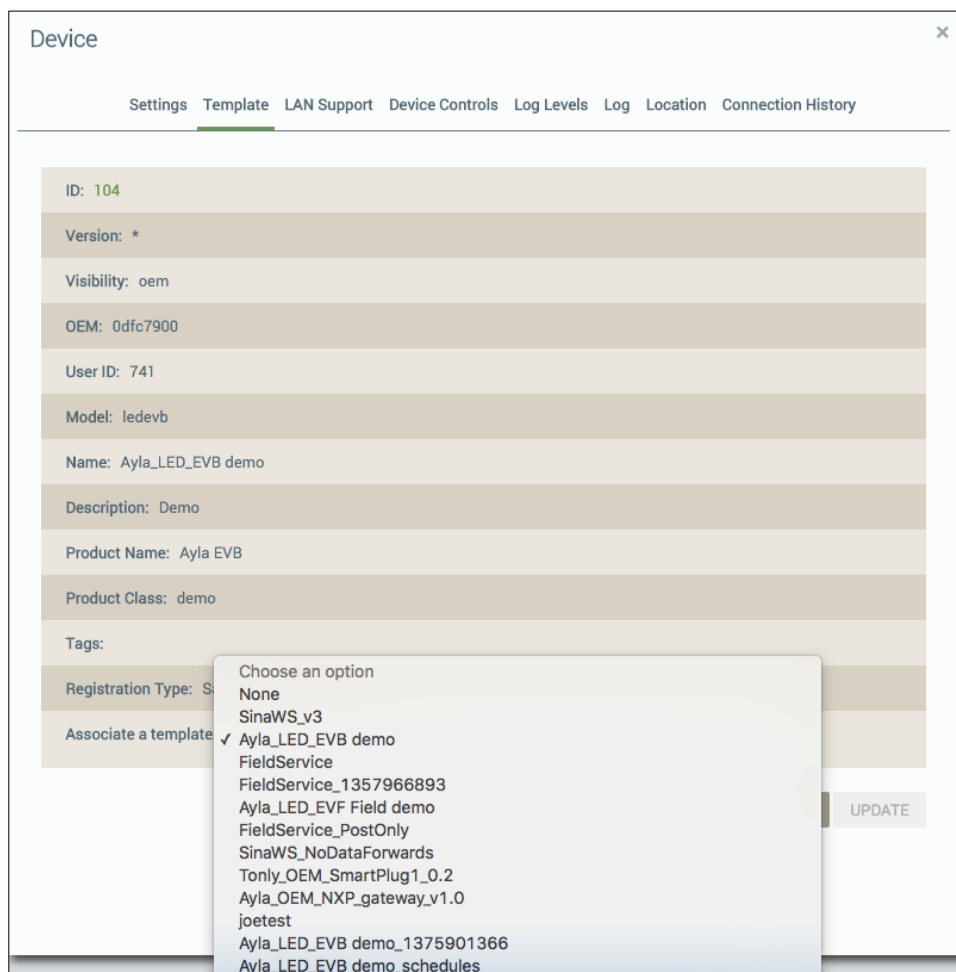 Device
×
Settings Template LAN Support Device Controls Log Levels Log Location Connection History
ID: 104
Version: *
Visibility: oem
OEM: 0dfc7900
User ID: 741
Model: ledevb
Name: Ayla_LED_EVB demo
Description: Demo
Product Name: Ayla EVB
Product Class: demo
Tags:
Registration Type:
Associate a template
Choose an option
None
SinaWS_v3
✓ Ayla_LED_EVB demo
FieldService
FieldService_1357966893
Ayla_LED_EVF Field demo
FieldService_PostOnly
SinaWS_NoDataForwards
Tonly_OEM_SmartPlug1_0.2
Ayla_OEM_NXP_gateway_v1.0
joetest
Ayla_LED_EVB demo_1375901366
Ayla_LED_EVB demo_schedules
UPDATE